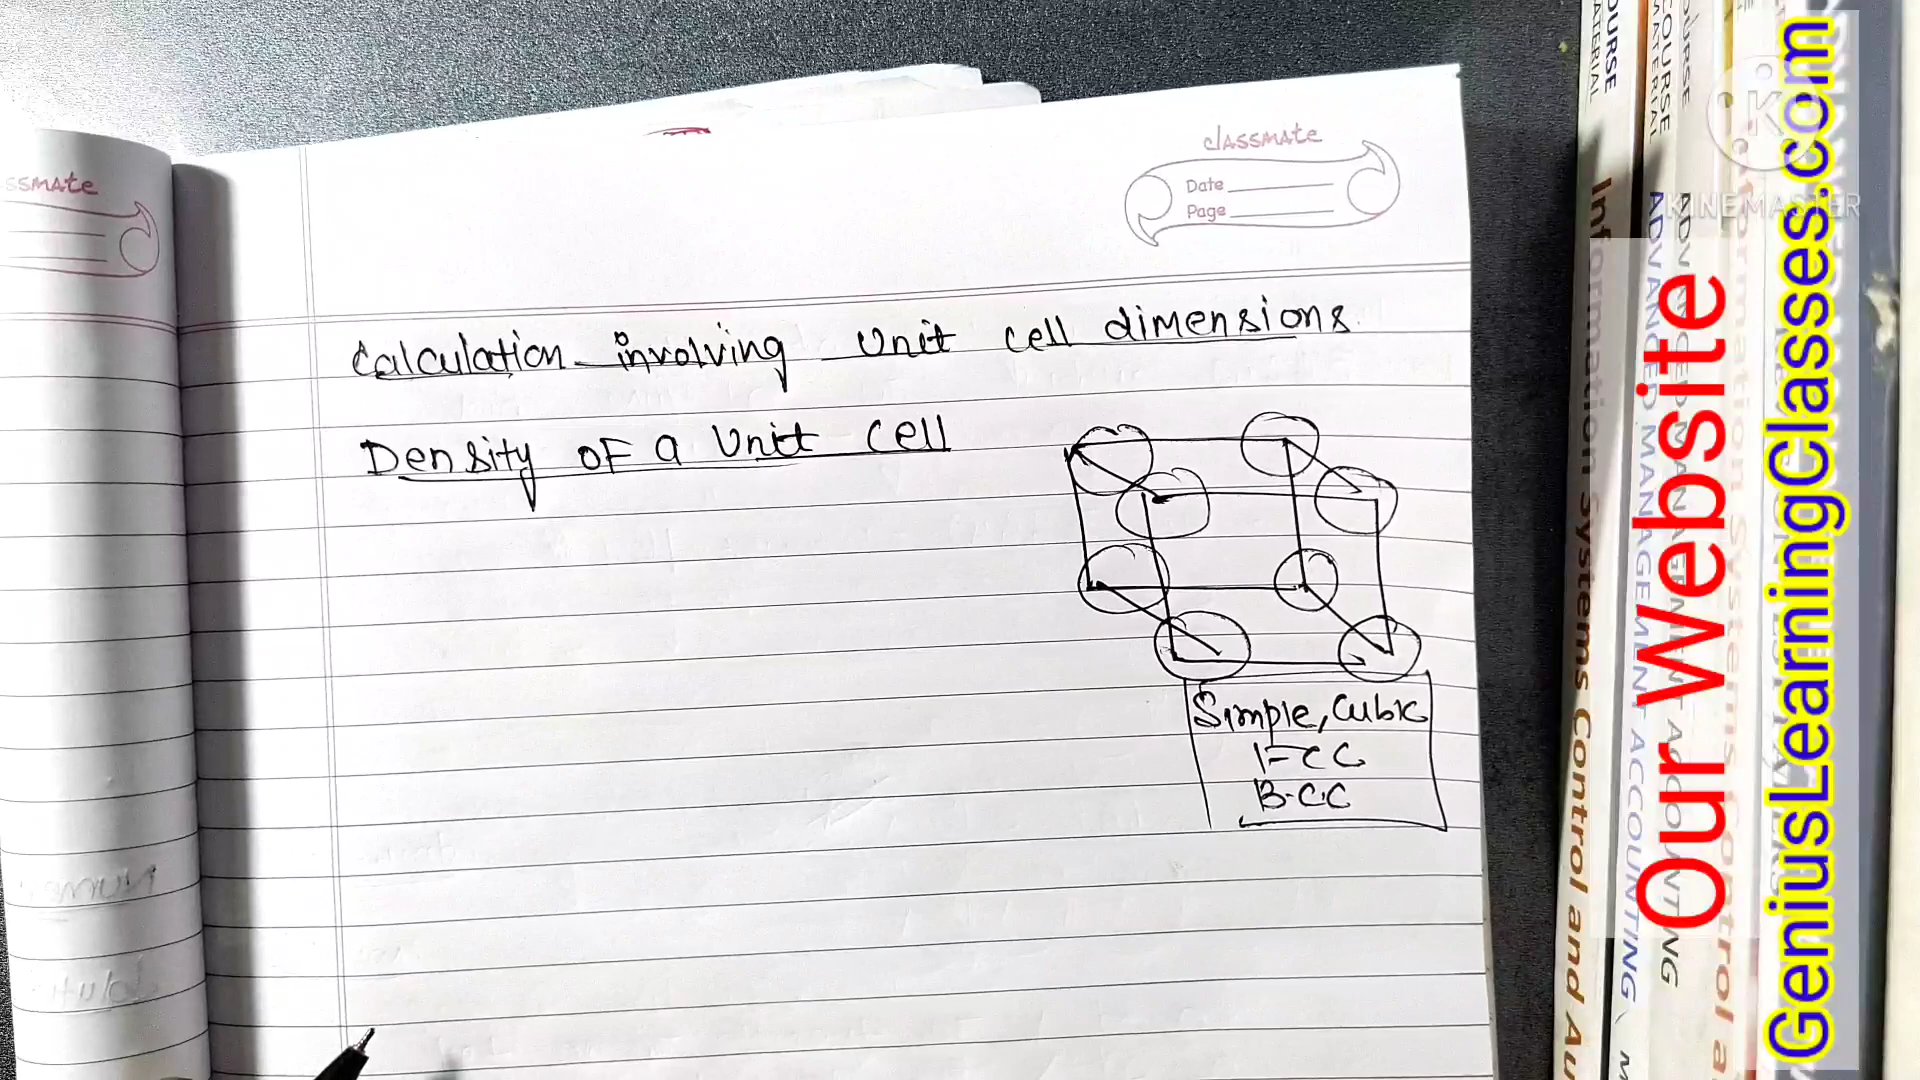 ssmate
classmate
Date
Page
Calculation involving Unit cell dimensions
Density oF a Unit Cell
Simple, Cubic
FCC
B.C.C
KINEMASTER
Our Website
GeniusLearningClasses.com
COURSE
MATERIAL
Information Systems Control and Au
ADVANCED MANAGEMENT ACCOUNTING